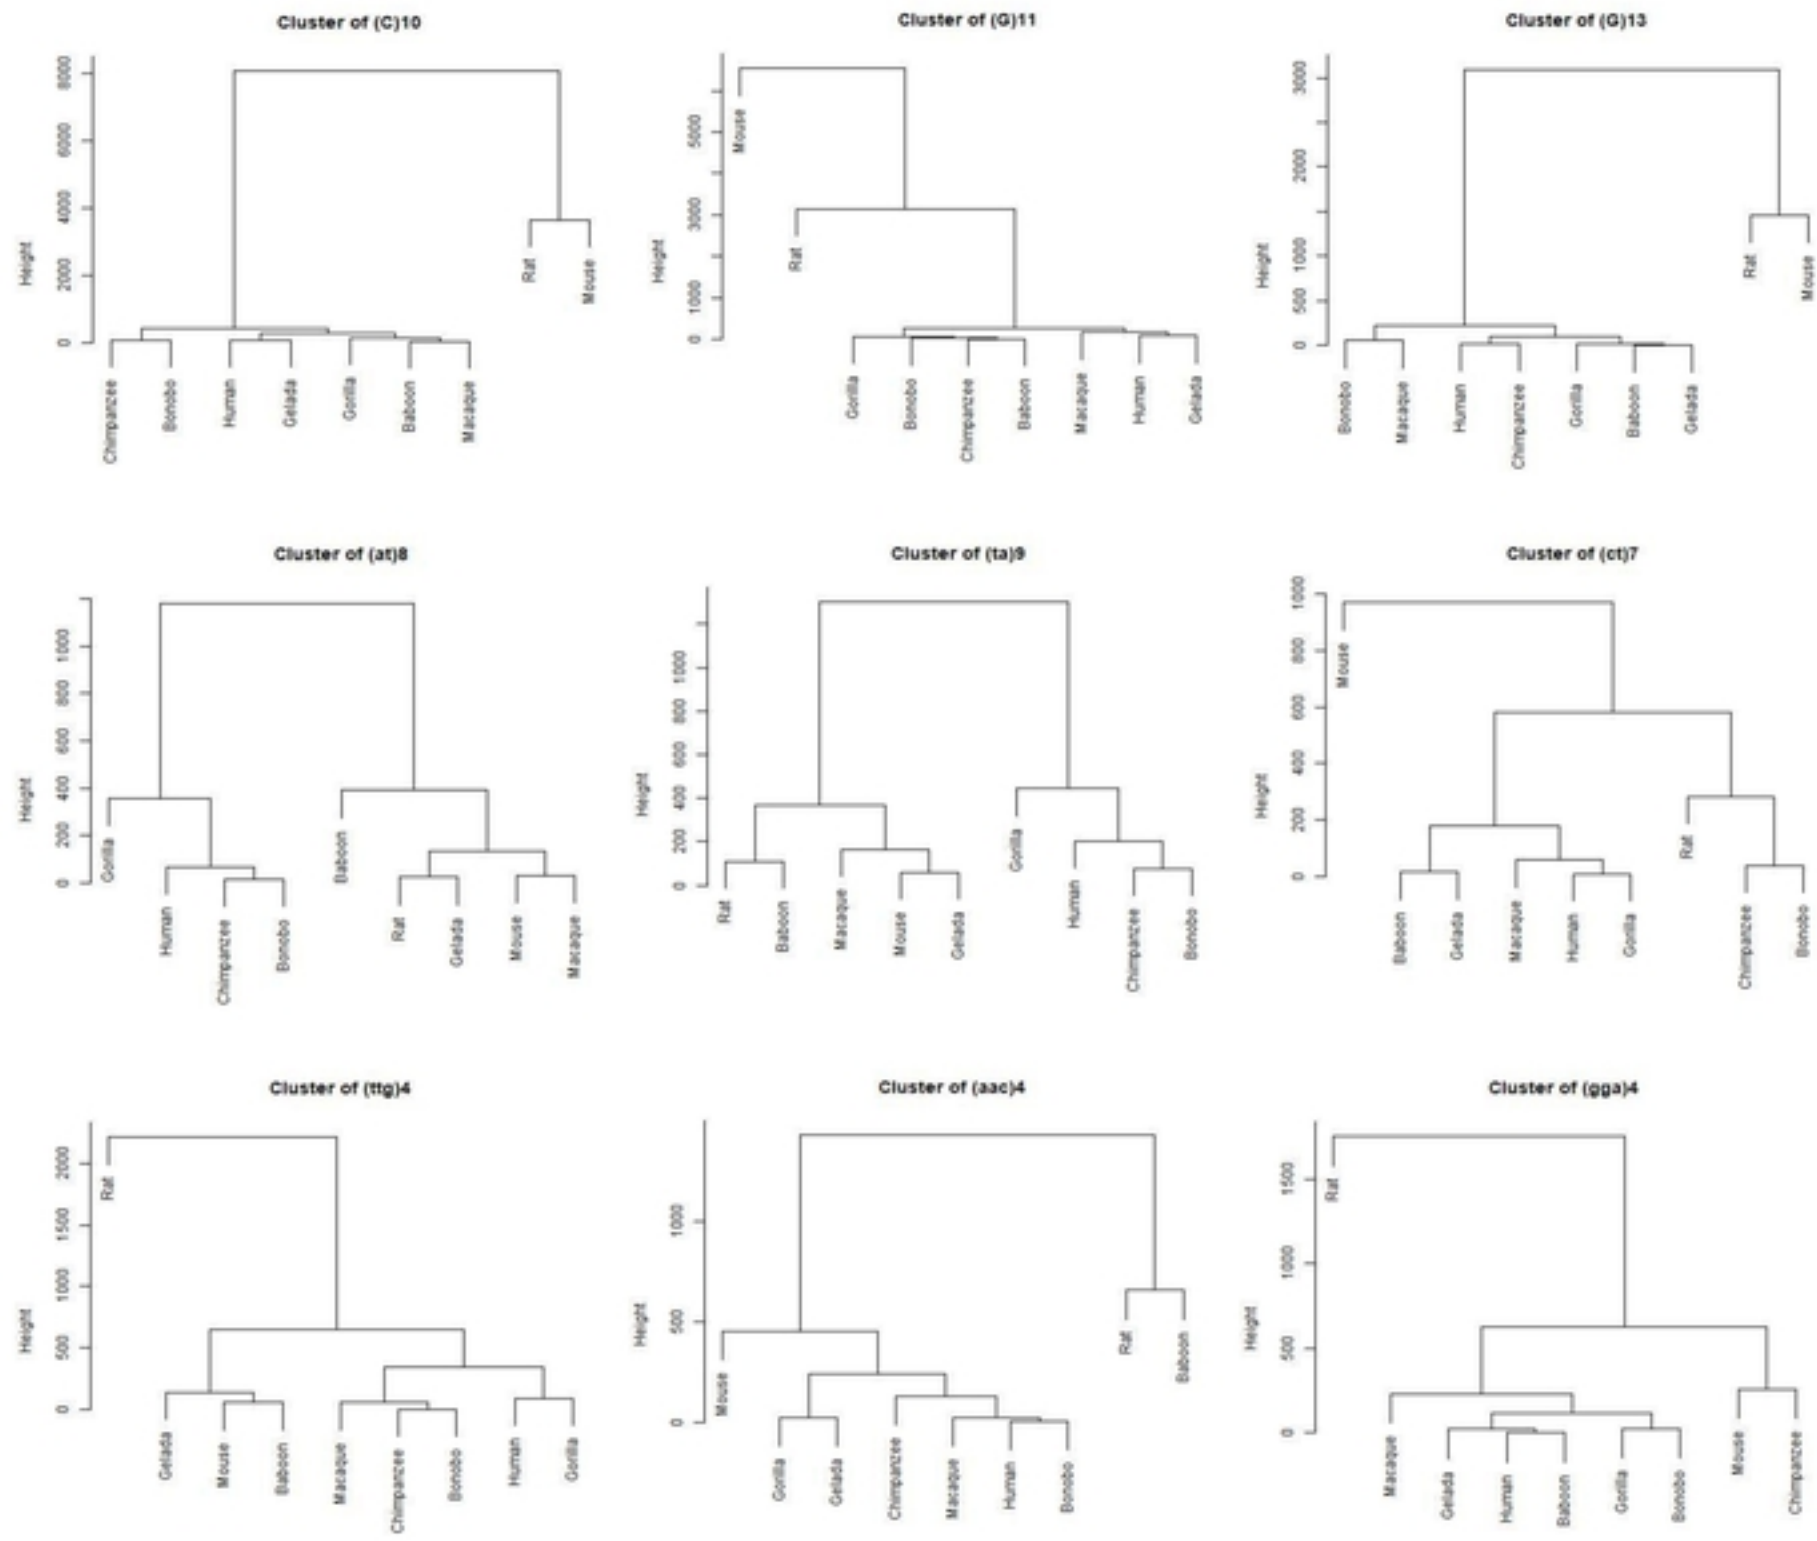 Cluster of (C)10
Height
8000
6000
4000
2000
0
Rat
Mouse
Chimpanzee
Bonobo
Human
Gelada
Gorilla
Baboon
Macaque
Cluster of (G)11
Height
5000
3000
1000
0
Mouse
Rat
Gorilla
Bonobo
Chimpanzee
Baboon
Macaque
Human
Gelada
Cluster of (G)13
Height
3000
2000
1000
500
0
Rat
Mouse
Bonobo
Macaque
Human
Chimpanzee
Gorilla
Baboon
Gelada
Cluster of (at)8
Height
1000
800
600
400
200
0
Gorilla
Human
Chimpanzee
Bonobo
Baboon
Rat
Gelada
Mouse
Macaque
Cluster of (ta)9
Height
1000
800
600
400
200
0
Rat
Baboon
Macaque
Mouse
Gelada
Gorilla
Human
Chimpanzee
Bonobo
Cluster of (ct)7
Height
1000
800
600
400
200
0
Mouse
Baboon
Gelada
Macaque
Human
Gorilla
Rat
Chimpanzee
Bonobo
Cluster of (ttg)4
Height
2000
1500
1000
500
0
Rat
Gelada
Mouse
Baboon
Macaque
Chimpanzee
Bonobo
Human
Gorilla
Cluster of (aac)4
Height
1000
500
0
Mouse
Gorilla
Gelada
Chimpanzee
Macaque
Human
Bonobo
Rat
Baboon
Cluster of (gga)4
Height
1500
1000
500
0
Rat
Macaque
Gelada
Human
Baboon
Gorilla
Bonobo
Mouse
Chimpanzee